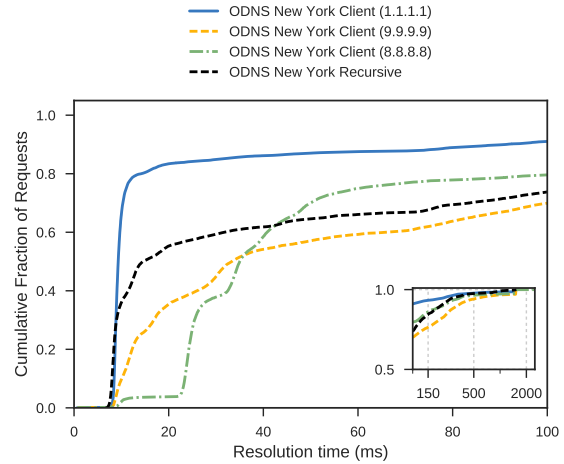 ODNS New York Client (1.1.1.1)
ODNS New York Client (9.9.9.9)
ODNS New York Client (8.8.8.8)
ODNS New York Recursive
Cumulative Fraction of Requests
1.0
0.8
0.6
0.4
0.2
0.0
1.0
0.5
150 500 2000
0 20 40 60 80 100
Resolution time (ms)